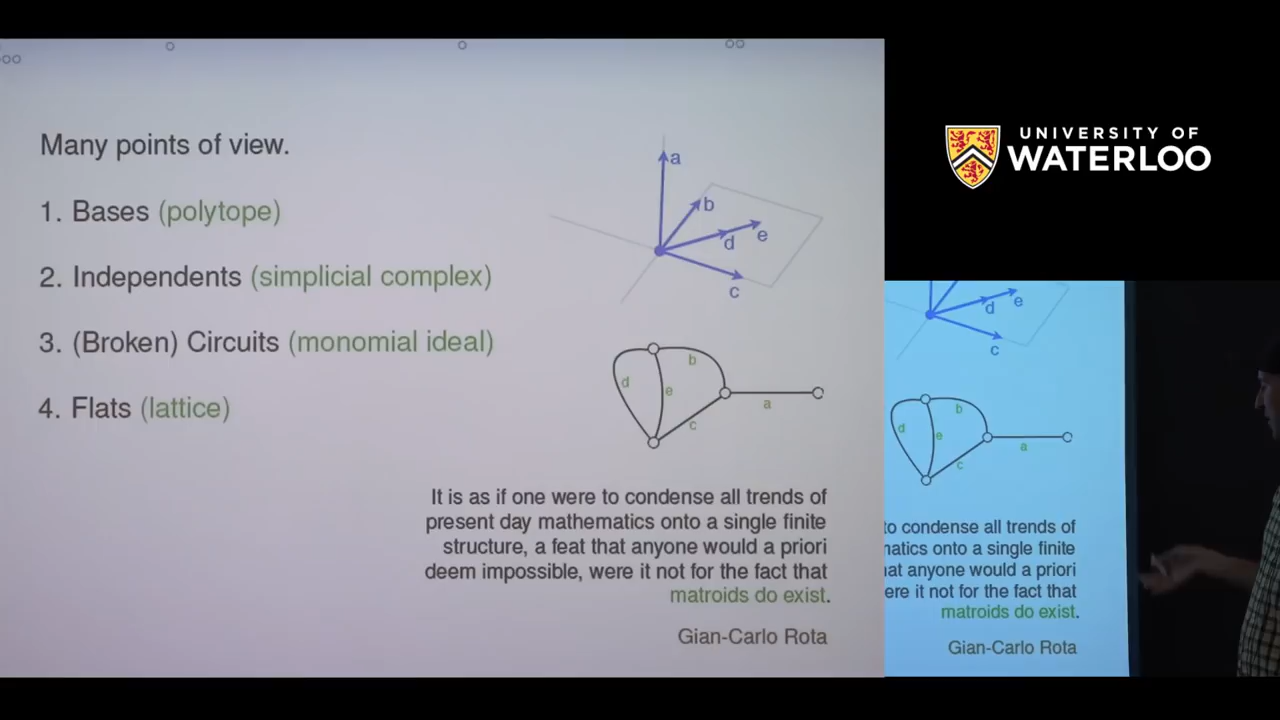 Many points of view.
1. Bases (polytope)
2. Independents (simplicial complex)
3. (Broken) Circuits (monomial ideal)
4. Flats (lattice)
a
b
d
e
c
b
d
e
a
c
It is as if one were to condense all trends of
present day mathematics onto a single finite
structure, a feat that anyone would a priori
deem impossible, were it not for the fact that
matroids do exist.
Gian-Carlo Rota
UNIVERSITY OF
WATERLOO
d
e
c
b
d
e
a
c
to condense all trends of
natics onto a single finite
nat anyone would a priori
ere it not for the fact that
matroids do exist.
Gian-Carlo Rota